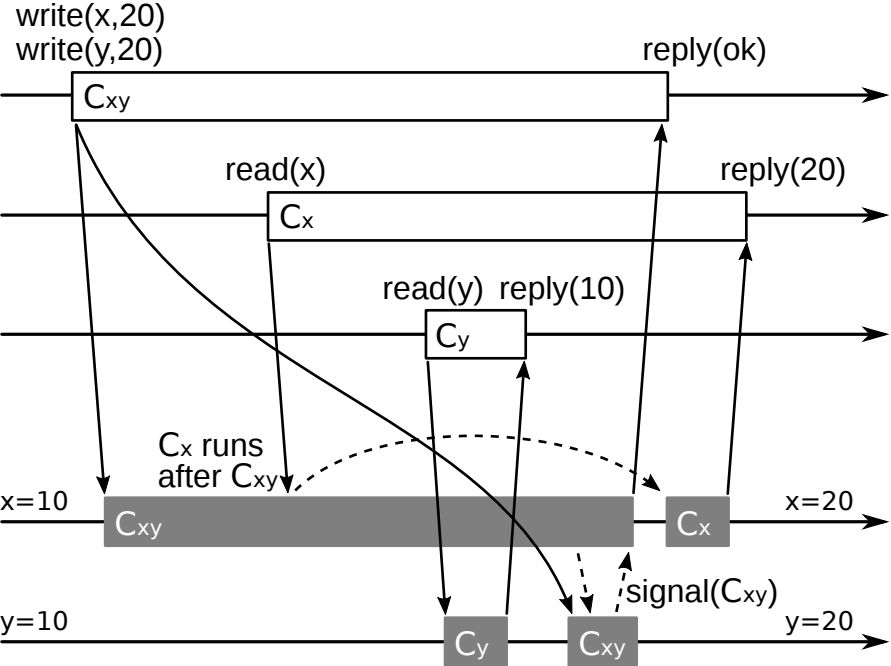 write(x,20)
write(y,20)
reply(ok)
Cxy
read(x)
reply(20)
Cx
read(y)
reply(10)
Cy
Cx runs
after Cxy
x=10
x=20
Cxy
Cx
signal(Cxy)
y=10
y=20
Cy
Cxy